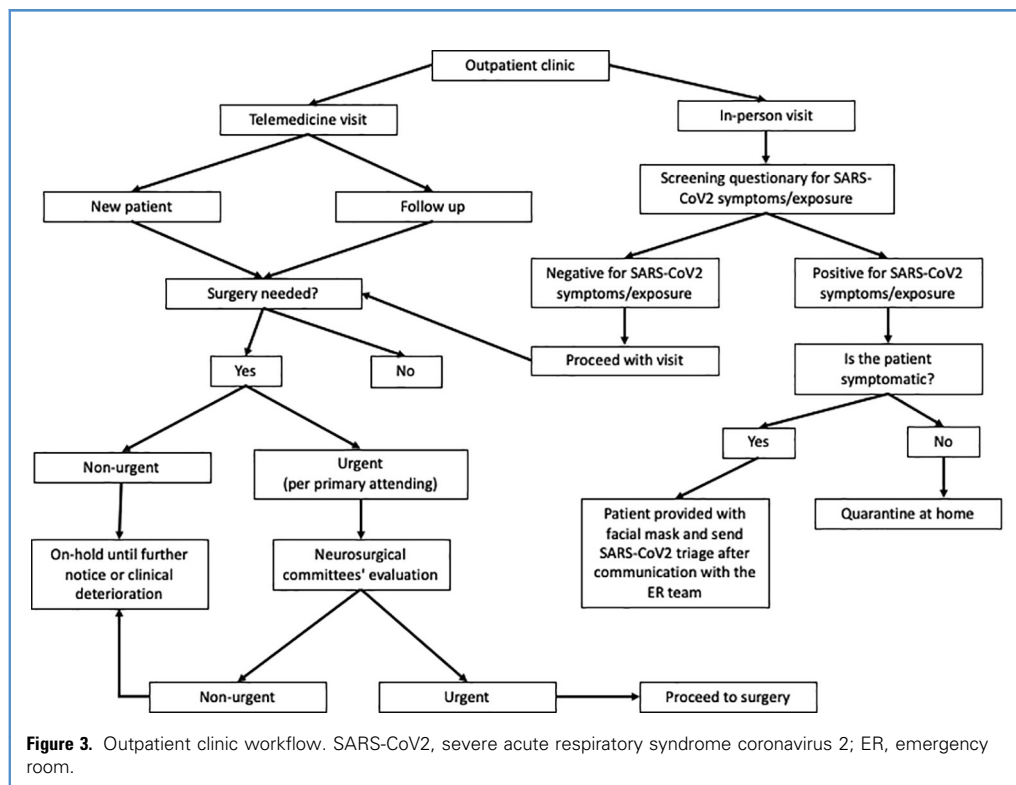 Outpatient clinic
Telemedicine visit
In-person visit
Screening questionary for SARS-
CoV2 symptoms/exposure
New patient
Follow up
Negative for SARS-CoV2
symptoms/exposure
Positive for SARS-CoV2
symptoms/exposure
Surgery needed?
Proceed with visit
Is the patient
symptomatic?
Yes
No
Yes
No
Non-urgent
Urgent
(per primary attending)
Patient provided with
facial mask and send
SARS-CoV2 triage after
communication with the
ER team
Quarantine at home
On-hold until further
notice or clinical
deterioration
Neurosurgical
committees' evaluation
Non-urgent
Urgent
Proceed to surgery
Figure 3. Outpatient clinic workflow. SARS-CoV2, severe acute respiratory syndrome coronavirus 2; ER, emergency
room.